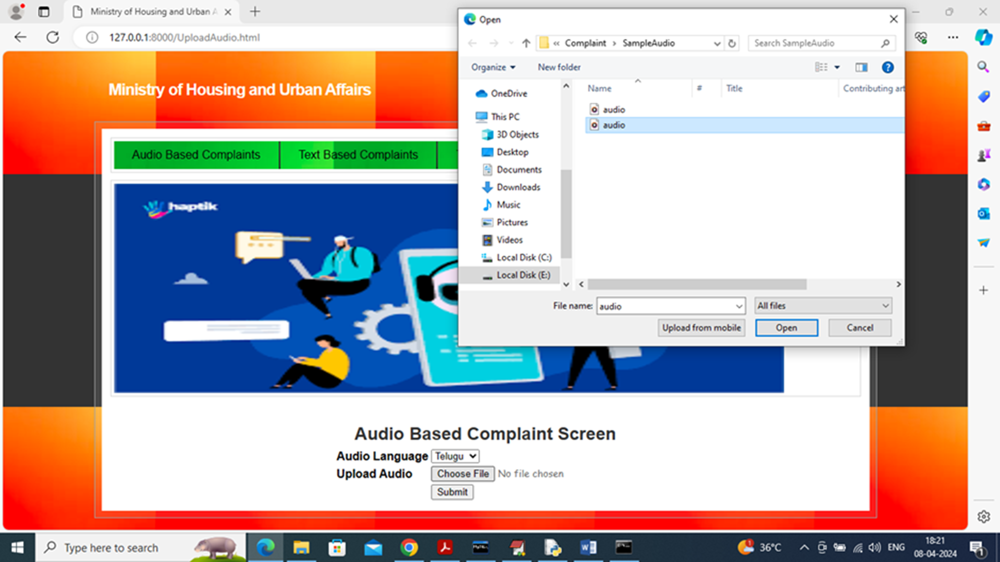 Ministry of Housing and Urban A
127.0.0.1:8000/UploadAudio.html
Ministry of Housing and Urban Affairs
Audio Based Complaints
Text Based Complaints
haptik
Audio Based Complaint Screen
Audio Language Telugu
Upload Audio Choose File No file chosen
Submit
Open
« Complaint > SampleAudio
Search SampleAudio
Organize New folder
Name # Title Contributing art
OneDrive
This PC
3D Objects
Desktop
Documents
Downloads
Music
Pictures
Videos
Local Disk (C:)
Local Disk (E:)
audio
audio
File name: audio All files
Upload from mobile Open Cancel
Type here to search
1
36°C
ENG
18:21
08-04-2024
1